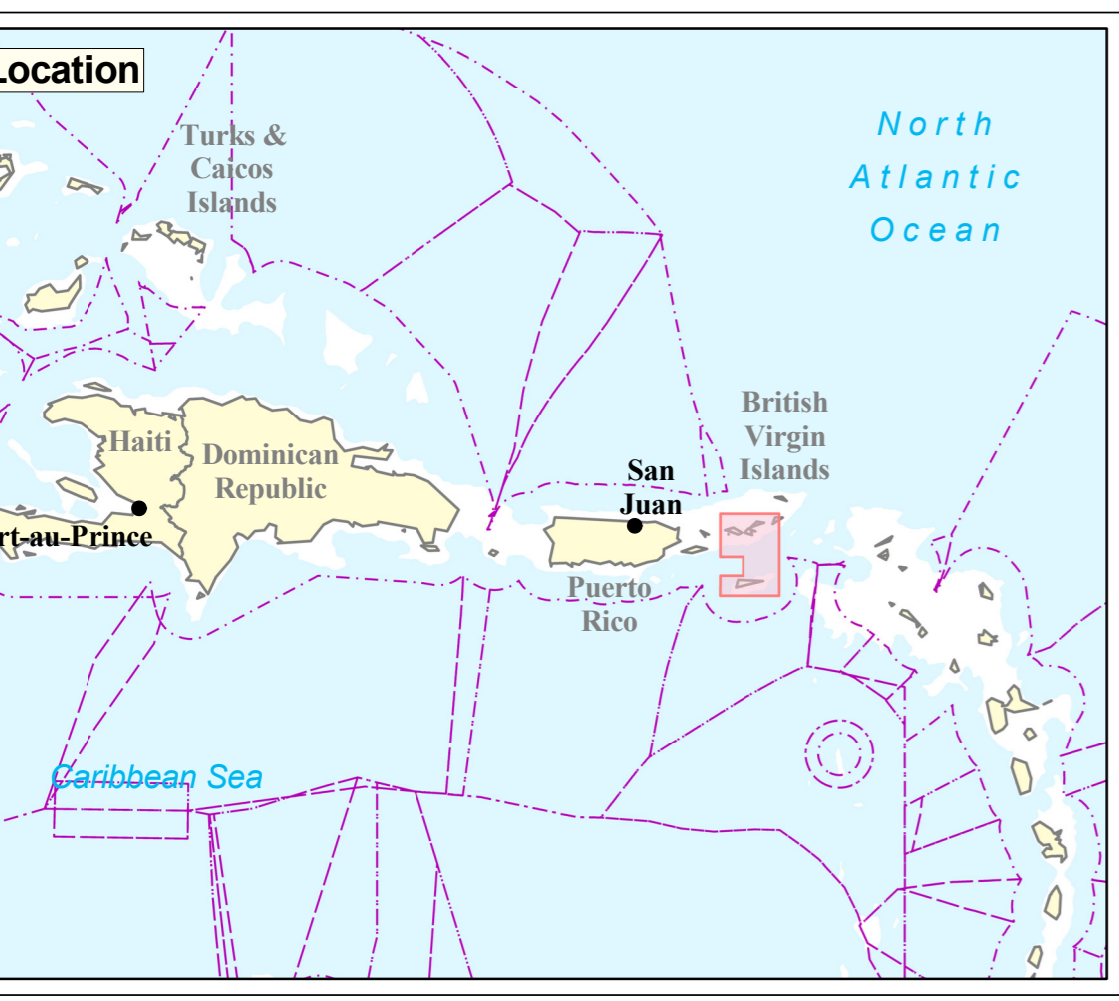 Location
Turks &
Caicos
Islands
North
Atlantic
Ocean
British
Virgin
Islands
Haiti
Dominican
Republic
San
Juan
rt-au-Prince
Puerto
Rico
Caribbean Sea